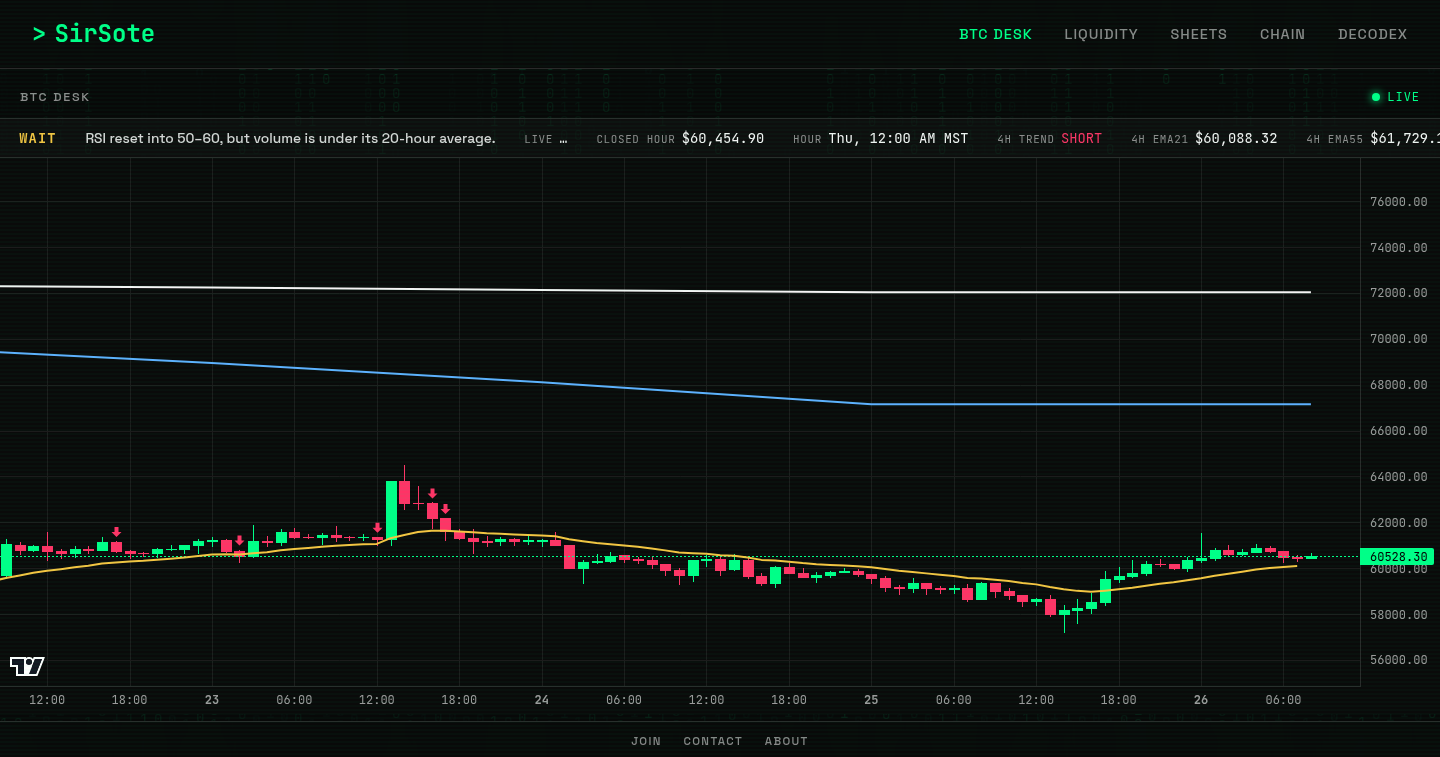 > SirSote
BTC DESK LIQUIDITY SHEETS CHAIN DECODEX
BTC DESK
LIVE
WAIT RSI reset into 50–60, but volume is under its 20-hour average. LIVE … CLOSED HOUR $60,454.90 HOUR Thu, 12:00 AM MST 4H TREND SHORT 4H EMA21 $60,088.32 4H EMA55 $61,729.1
76000.00
74000.00
72000.00
70000.00
68000.00
66000.00
64000.00
62000.00
60528.30
60000.00
58000.00
56000.00
12:00 18:00 23 06:00 12:00 18:00 24 06:00 12:00 18:00 25 06:00 12:00 18:00 26 06:00
JOIN CONTACT ABOUT